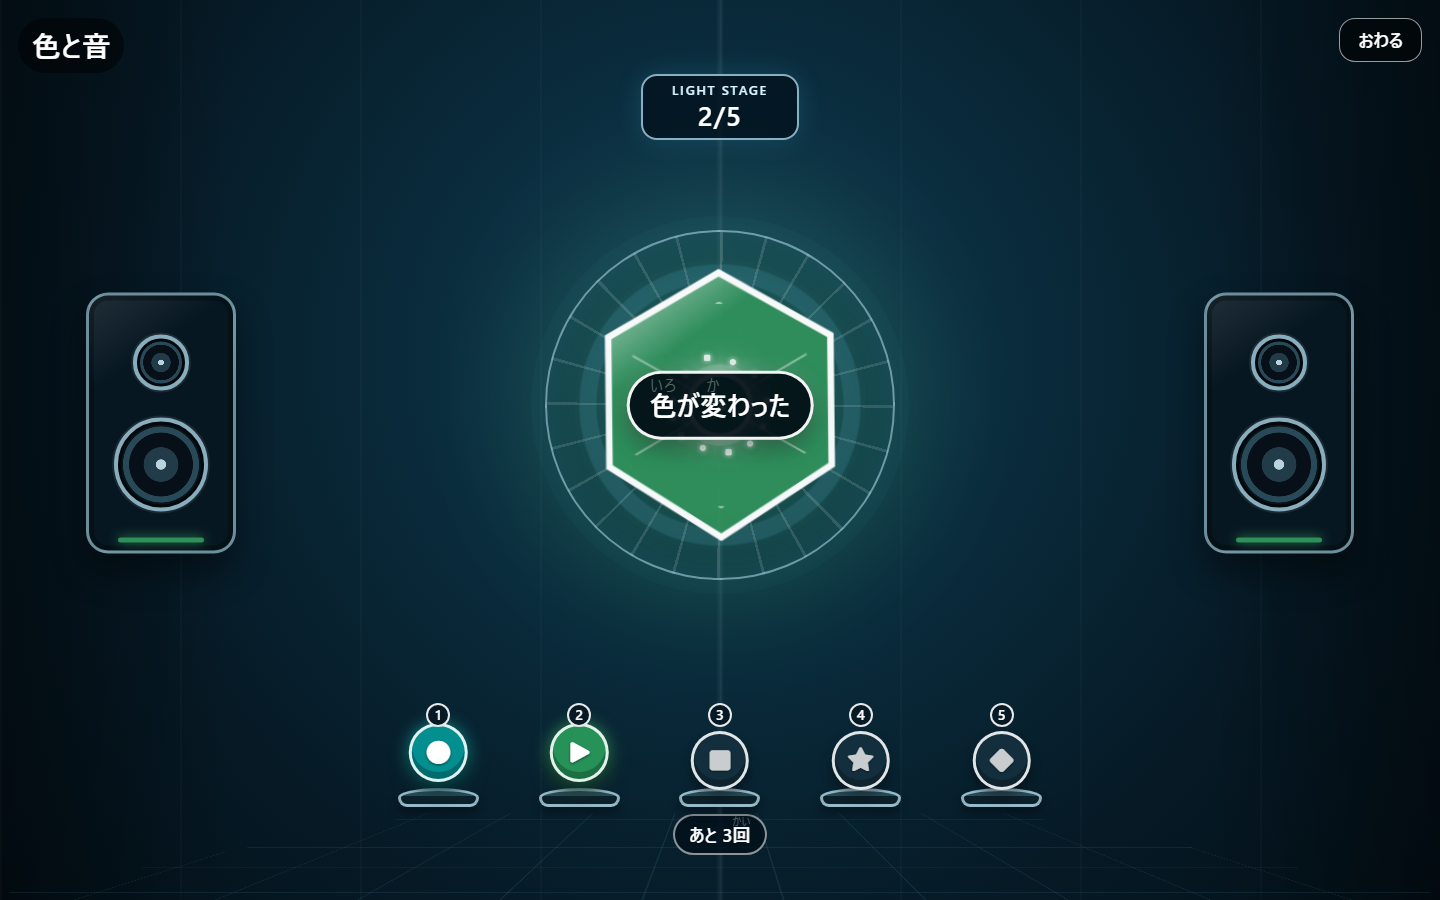 色と音
おわる
LIGHT STAGE
2/5
いろ か
色が変わった
1 2 3 4 5
かい
あと 3回